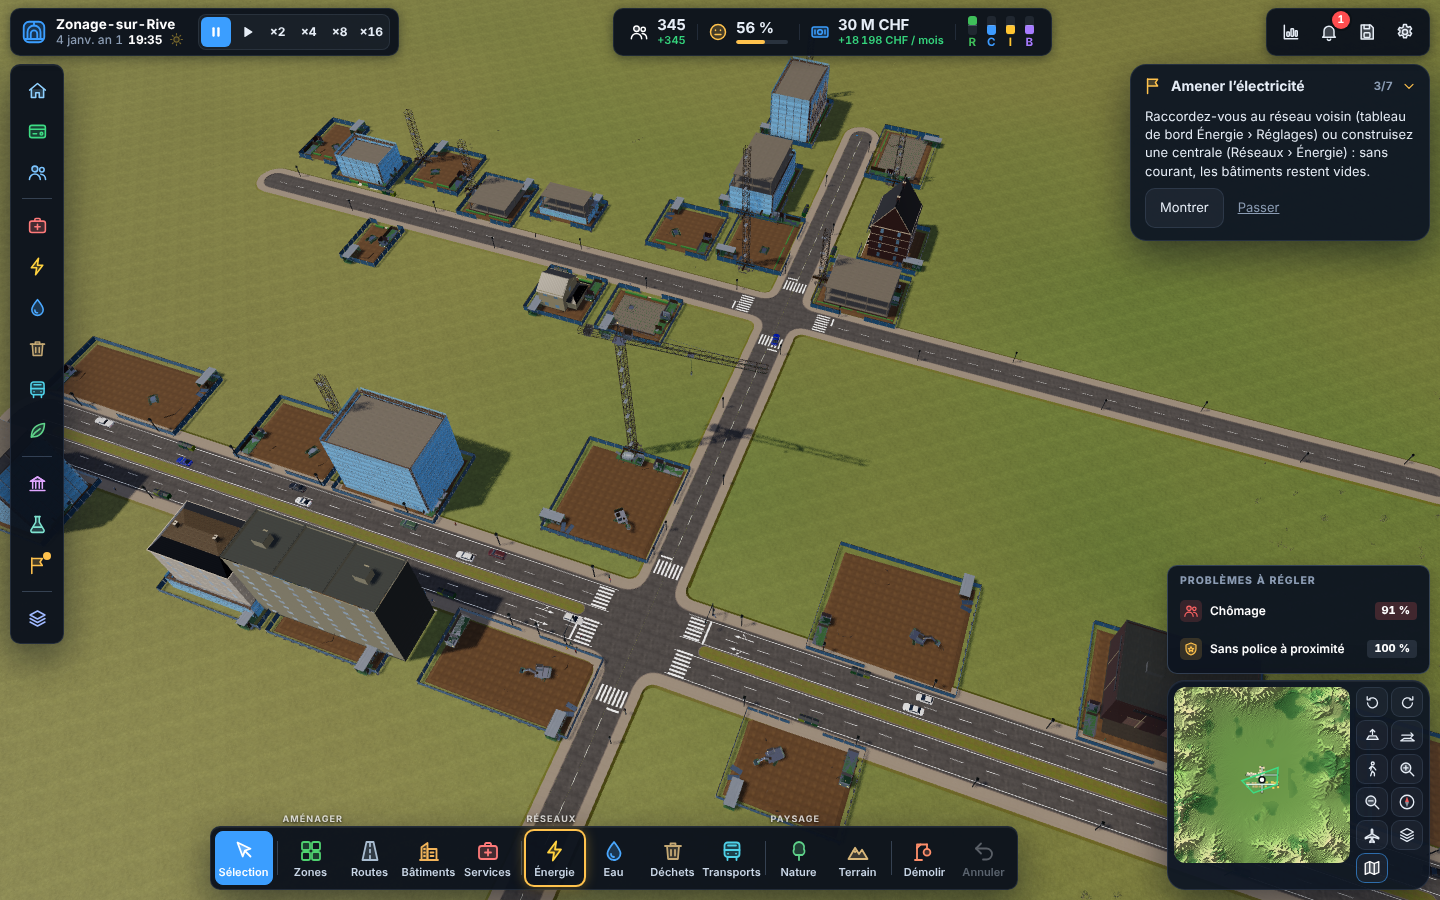 Zonage-sur-Rive
4 janv. an 1 19:35
×2 ×4 ×8 ×16
345
+345
56 %
30 M CHF
+18 198 CHF / mois
R C I B
1
Amener l’électricité 3/7
Raccordez-vous au réseau voisin (tableau
de bord Énergie › Réglages) ou construisez
une centrale (Réseaux › Énergie) : sans
courant, les bâtiments restent vides.
Montrer Passer
PROBLÈMES À RÉGLER
Chômage 91 %
Sans police à proximité 100 %
AMÉNAGER RÉSEAUX PAYSAGE
Sélection Zones Routes Bâtiments Services Énergie Eau Déchets Transports Nature Terrain Démolir Annuler